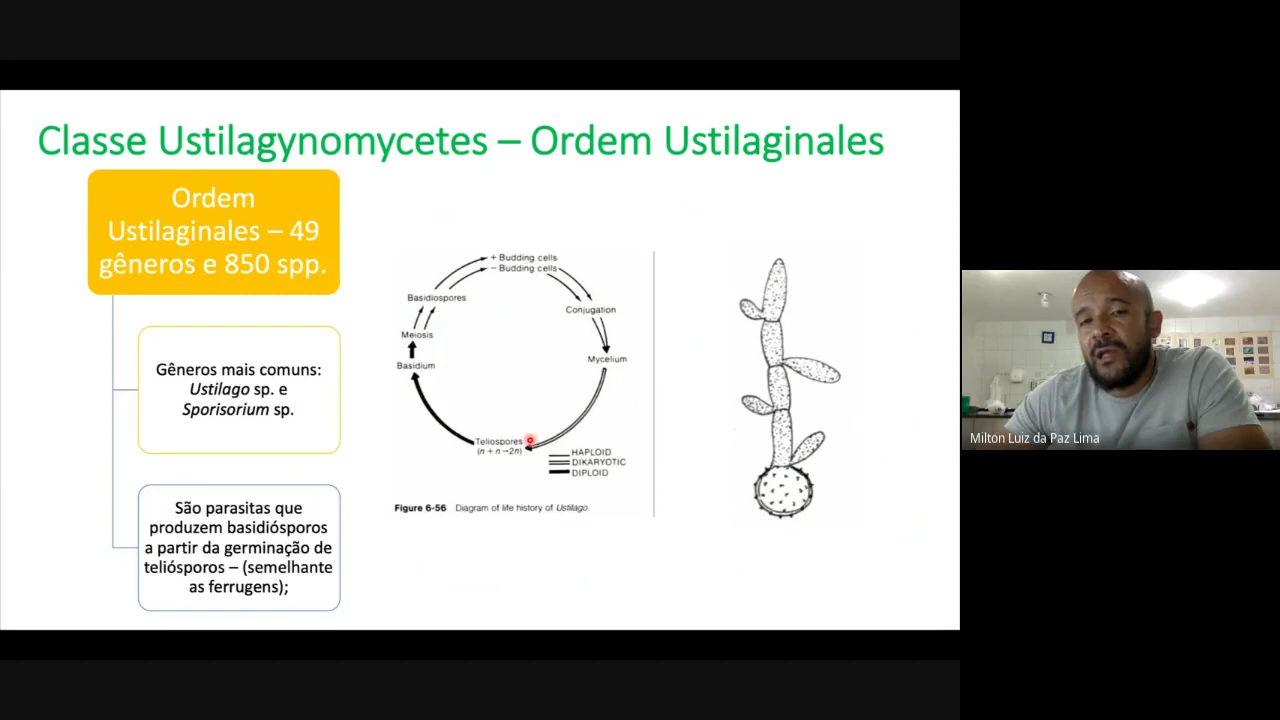 Classe Ustilagynomycetes – Ordem Ustilaginales
Ordem
Ustilaginales – 49
gêneros e 850 spp.
Gêneros mais comuns:
Ustilago sp. e
Sporisorium sp.
São parasitas que
produzem basidiósporos
a partir da germinação de
teliósporos – (semelhante
as ferrugens);
+ Budding cells
− Budding cells
Basidiospores
Conjugation
Meiosis
Mycelium
Basidium
Teliospores
(n + n → 2n)
HAPLOID
DIKARYOTIC
DIPLOID
Figure 6-56 Diagram of life history of Ustilago.
Milton Luiz da Paz Lima